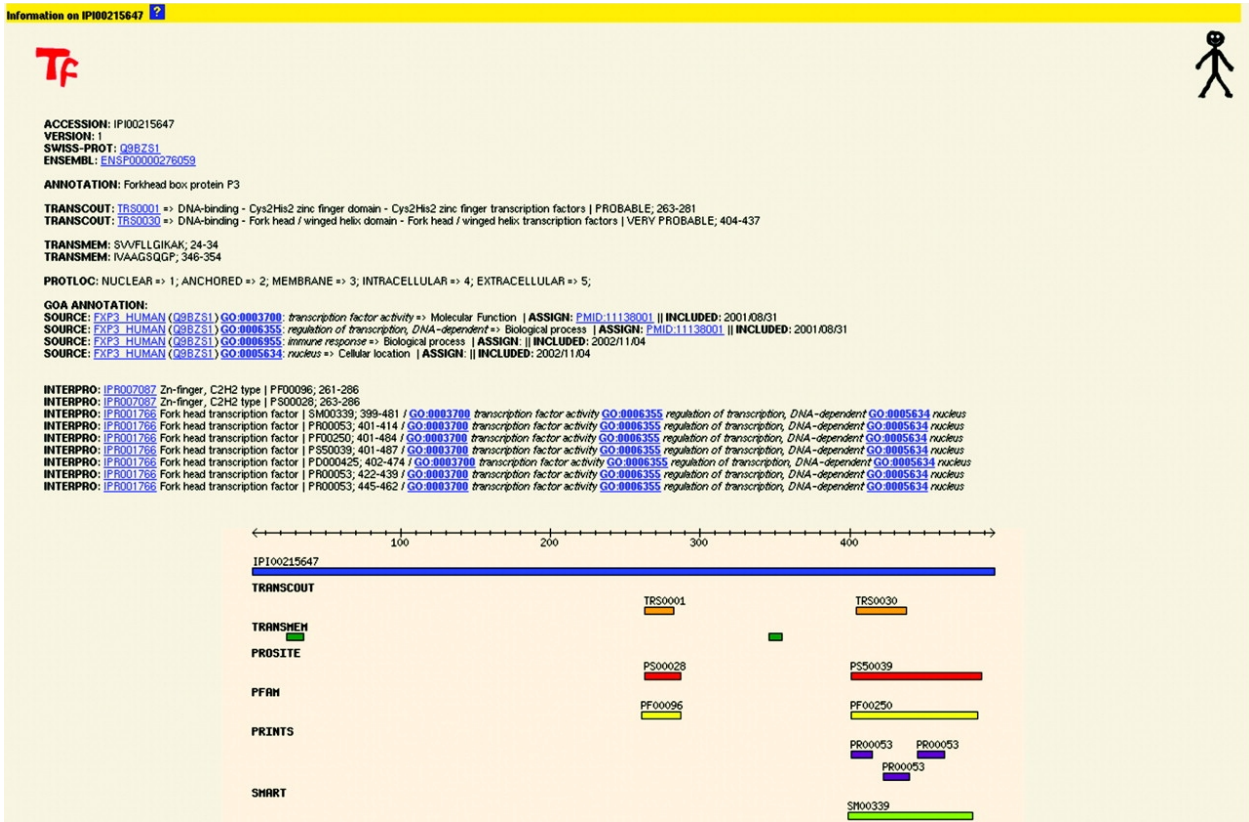 Information on IPI00215647 ?
TF
ACCESSION: IPI00215647
VERSION: 1
SWISS-PROT: Q9BZS1
ENSEMBL: ENSP00000276059
ANNOTATION: Forkhead box protein P3
TRANSCOUT: TRS0001 => DNA-binding - Cys2His2 zinc finger domain - Cys2His2 zinc finger transcription factors | PROBABLE; 263-281
TRANSCOUT: TRS0030 => DNA-binding - Fork head / winged helix domain - Fork head / winged helix transcription factors | VERY PROBABLE; 404-437
TRANSMEM: SVVFLLGIKAK; 24-34
TRANSMEM: IVAAGSQGP; 346-354
PROTLOC: NUCLEAR => 1; ANCHORED => 2; MEMBRANE => 3; INTRACELLULAR => 4; EXTRACELLULAR => 5;
GOA ANNOTATION:
SOURCE: FXP3_HUMAN (Q9BZS1) GO:0003700: transcription factor activity => Molecular Function | ASSIGN: PMID:11138001 || INCLUDED: 2001/08/31
SOURCE: FXP3_HUMAN (Q9BZS1) GO:0006355: regulation of transcription, DNA-dependent => Biological process | ASSIGN: PMID:11138001 || INCLUDED: 2001/08/31
SOURCE: FXP3_HUMAN (Q9BZS1) GO:0006955: immune response => Biological process | ASSIGN: || INCLUDED: 2002/11/04
SOURCE: FXP3_HUMAN (Q9BZS1) GO:0005634: nucleus => Cellular location | ASSIGN: || INCLUDED: 2002/11/04
INTERPRO: IPR007087 Zn-finger, C2H2 type | PF00096; 261-286
INTERPRO: IPR007087 Zn-finger, C2H2 type | PS00028; 263-286
INTERPRO: IPR001766 Fork head transcription factor | SM00339; 399-481 / GO:0003700 transcription factor activity GO:0006355 regulation of transcription, DNA-dependent GO:0005634 nucleus
INTERPRO: IPR001766 Fork head transcription factor | PR00053; 401-414 / GO:0003700 transcription factor activity GO:0006355 regulation of transcription, DNA-dependent GO:0005634 nucleus
INTERPRO: IPR001766 Fork head transcription factor | PF00250; 401-484 / GO:0003700 transcription factor activity GO:0006355 regulation of transcription, DNA-dependent GO:0005634 nucleus
INTERPRO: IPR001766 Fork head transcription factor | PS50039; 401-487 / GO:0003700 transcription factor activity GO:0006355 regulation of transcription, DNA-dependent GO:0005634 nucleus
INTERPRO: IPR001766 Fork head transcription factor | PD000425; 402-474 / GO:0003700 transcription factor activity GO:0006355 regulation of transcription, DNA-dependent GO:0005634 nucleus
INTERPRO: IPR001766 Fork head transcription factor | PR00053; 422-439 / GO:0003700 transcription factor activity GO:0006355 regulation of transcription, DNA-dependent GO:0005634 nucleus
INTERPRO: IPR001766 Fork head transcription factor | PR00053; 445-462 / GO:0003700 transcription factor activity GO:0006355 regulation of transcription, DNA-dependent GO:0005634 nucleus
100 200 300 400
IPI00215647
TRANSCOUT
TRS0001 TRS0030
TRANSMEM
PROSITE
PS00028 PS50039
PFAM
PF00096 PF00250
PRINTS
PR00053 PR00053
PR00053
SMART
SM00339